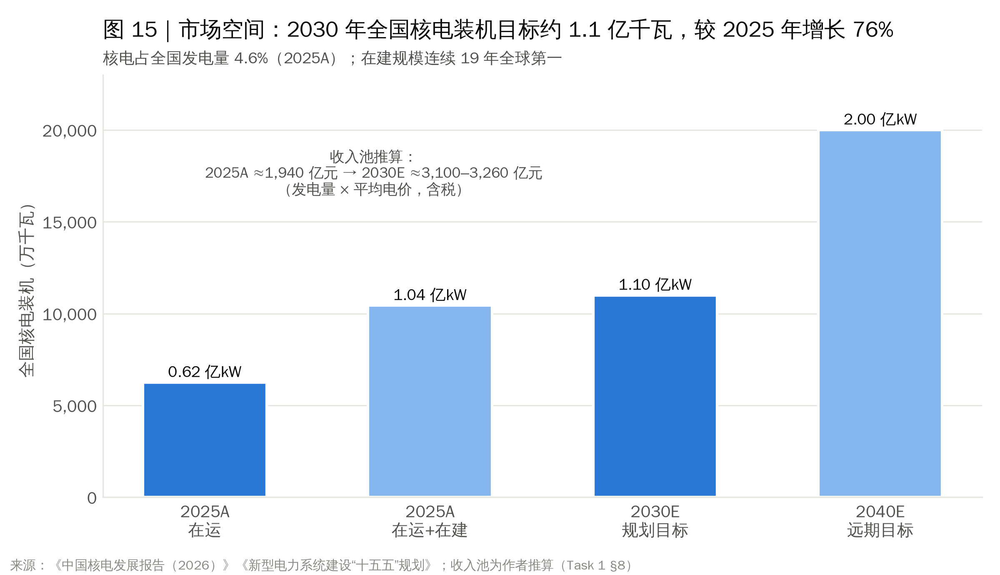 图 15｜市场空间：2030 年全国核电装机目标约 1.1 亿千瓦，较 2025 年增长 76%
核电占全国发电量 4.6%（2025A）；在建规模连续 19 年全球第一
全国核电装机（万千瓦）
20,000
15,000
10,000
5,000
0
收入池推算：
2025A ≈1,940 亿元 → 2030E ≈3,100–3,260 亿元
（发电量 × 平均电价，含税）
0.62 亿kW
1.04 亿kW
1.10 亿kW
2.00 亿kW
2025A
在运
2025A
在运+在建
2030E
规划目标
2040E
远期目标
来源：《中国核电发展报告（2026）》《新型电力系统建设“十五五”规划》；收入池为作者推算（Task 1 §8）